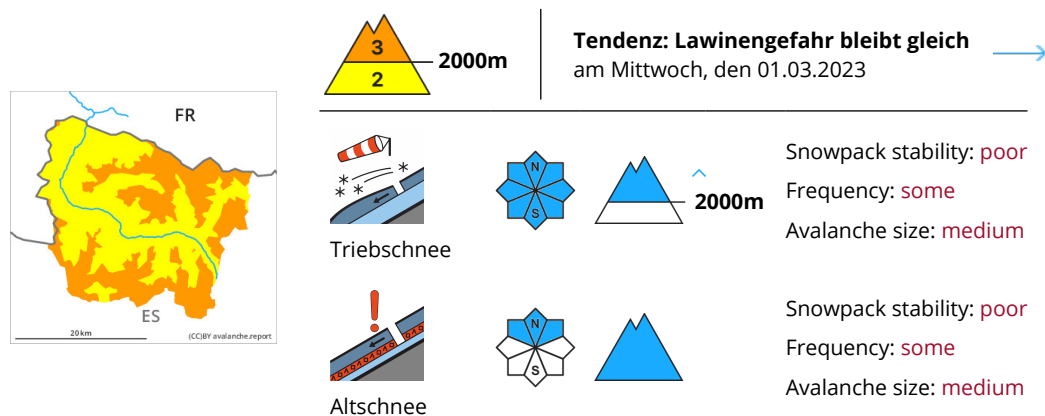 3
2
2000m
Tendenz: Lawinengefahr bleibt gleich
am Mittwoch, den 01.03.2023
FR
ES
20 km
(CC)BY avalanche.report
Triebschnee
N
S
2000m
Snowpack stability: poor
Frequency: some
Avalanche size: medium
Altschnee
N
S
Snowpack stability: poor
Frequency: some
Avalanche size: medium